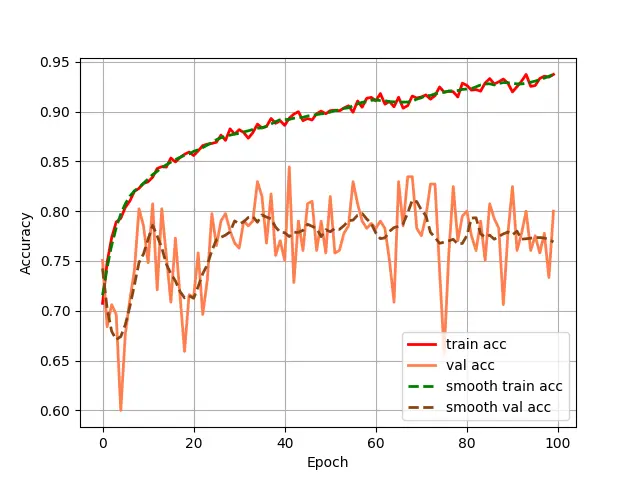 0.95
0.90
0.85
0.80
0.75
0.70
0.65
0.60
Accuracy
train acc
val acc
smooth train acc
smooth val acc
0 20 40 60 80 100
Epoch